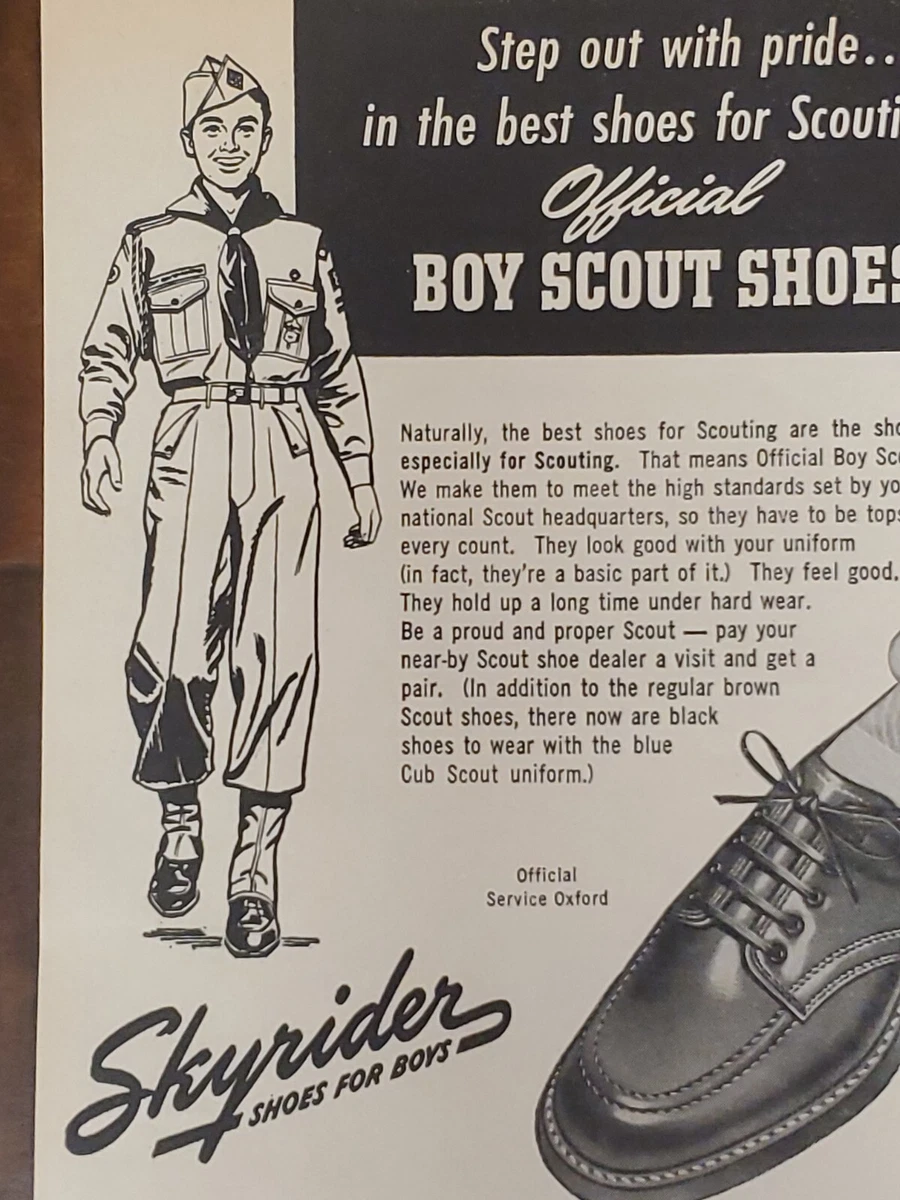 Step out with pride..
in the best shoes for Scouti
Official
BOY SCOUT SHOES
Naturally, the best shoes for Scouting are the sho
especially for Scouting. That means Official Boy Sco
We make them to meet the high standards set by yo
national Scout headquarters, so they have to be tops
every count. They look good with your uniform
(in fact, they're a basic part of it.) They feel good.
They hold up a long time under hard wear.
Be a proud and proper Scout — pay your
near-by Scout shoe dealer a visit and get a
pair. (In addition to the regular brown
Scout shoes, there now are black
shoes to wear with the blue
Cub Scout uniform.)
Official
Service Oxford
Skyrider
SHOES FOR BOYS